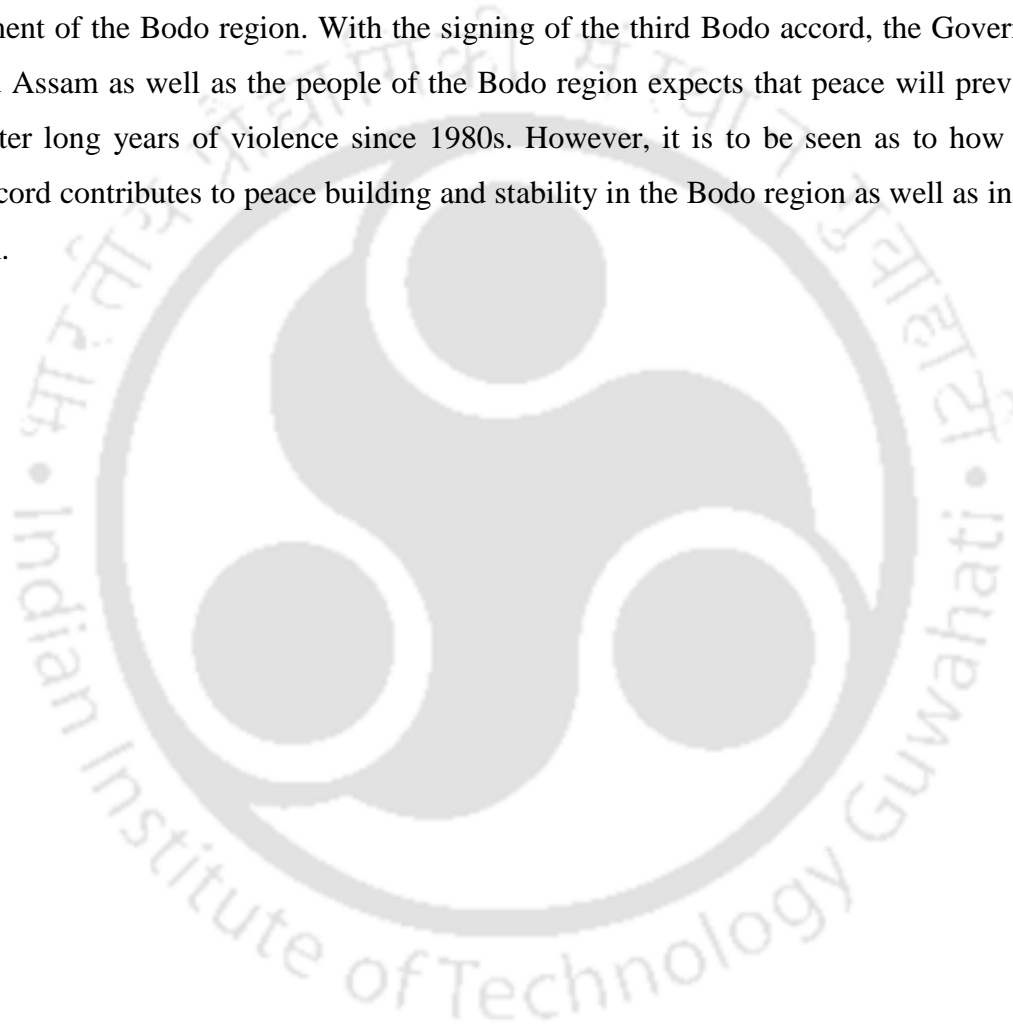 nent of the Bodo region. With the signing of the third Bodo accord, the Gover
Assam as well as the people of the Bodo region expects that peace will prev
ter long years of violence since 1980s. However, it is to be seen as to how
cord contributes to peace building and stability in the Bodo region as well as in
भारतीय प्रौद्योगिकी संस्थान गुवाहाटी
• Indian Institute of Technology Guwahati •